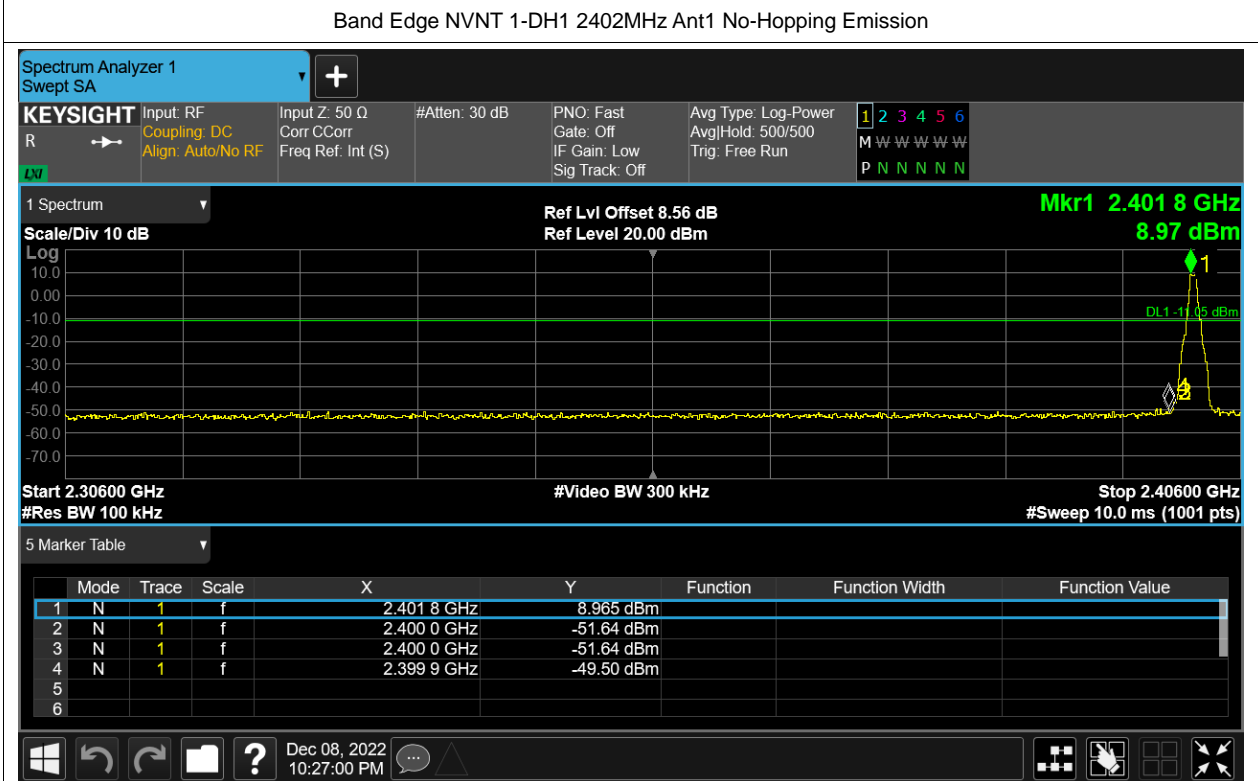 Band Edge NVNT 1-DH1 2402MHz Ant1 No-Hopping Emission
Spectrum Analyzer 1
Swept SA
KEYSIGHT
R
LXI
Input: RF
Coupling: DC
Align: Auto/No RF
Input Z: 50 Ω
Corr CCorr
Freq Ref: Int (S)
#Atten: 30 dB
PNO: Fast
Gate: Off
IF Gain: Low
Sig Track: Off
Avg Type: Log-Power
Avg|Hold: 500/500
Trig: Free Run
1 2 3 4 5 6
M W W W W W
P N N N N N
1 Spectrum
Scale/Div 10 dB
Ref Lvl Offset 8.56 dB
Ref Level 20.00 dBm
Mkr1 2.401 8 GHz
8.97 dBm
Log
10.0
0.00
-10.0
-20.0
-30.0
-40.0
-50.0
-60.0
-70.0
1
DL1 -11.05 dBm
Start 2.30600 GHz
#Video BW 300 kHz
Stop 2.40600 GHz
#Res BW 100 kHz
#Sweep 10.0 ms (1001 pts)
5 Marker Table
Mode Trace Scale X Y Function Function Width Function Value
1 N 1 f 2.401 8 GHz 8.965 dBm
2 N 1 f 2.400 0 GHz -51.64 dBm
3 N 1 f 2.400 0 GHz -51.64 dBm
4 N 1 f 2.399 9 GHz -49.50 dBm
5
6
?
Dec 08, 2022
10:27:00 PM